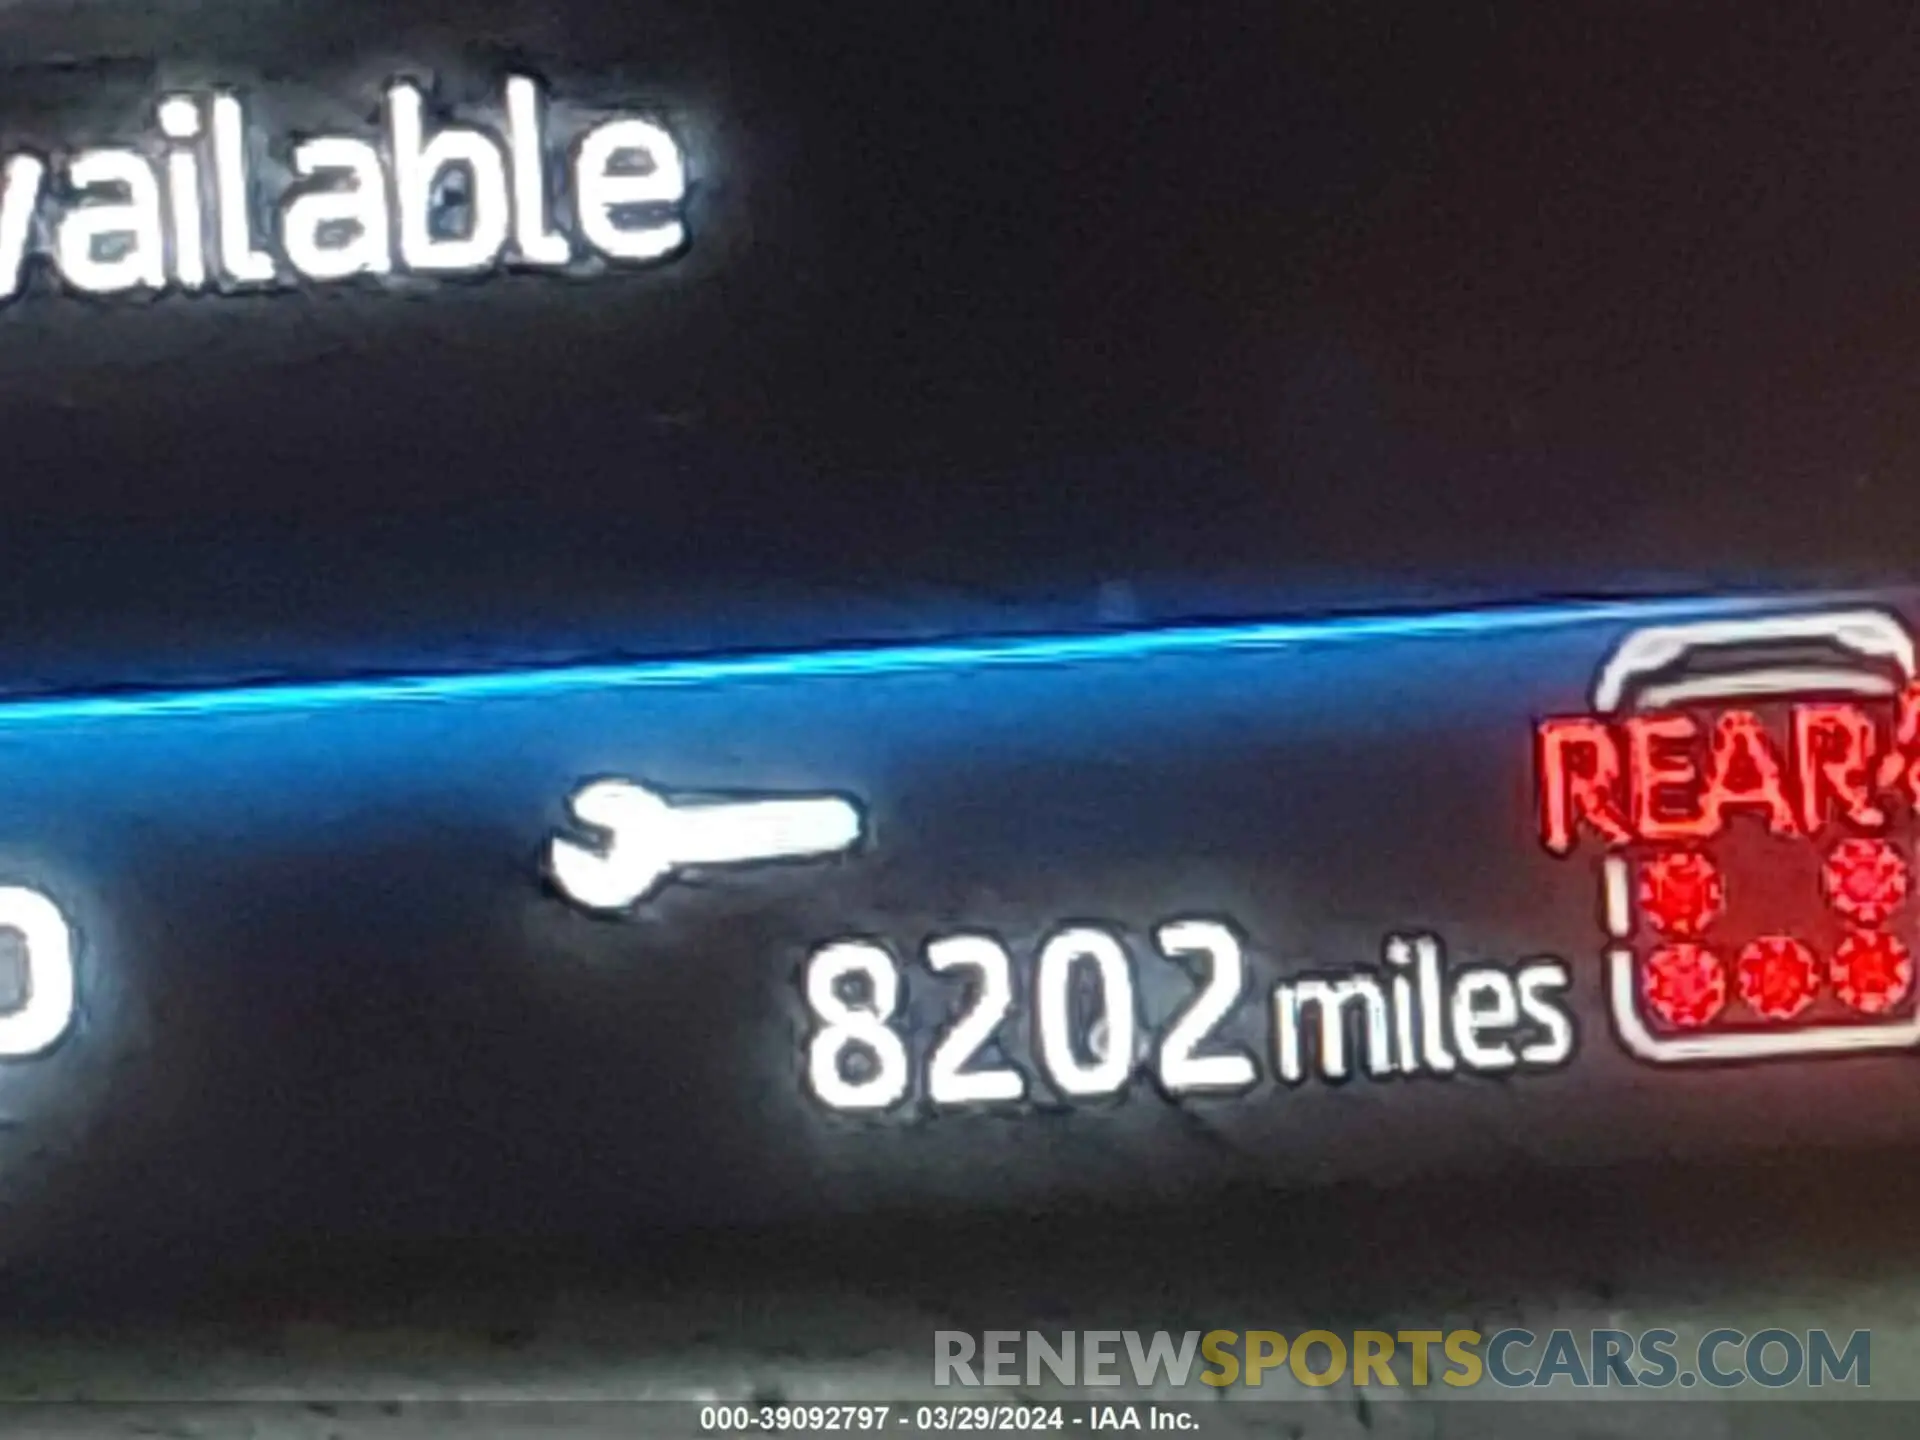 vailable
REAR
8202 miles
RENEWSPORTSCARS.COM
000-39092797 - 03/29/2024 - IAA Inc.